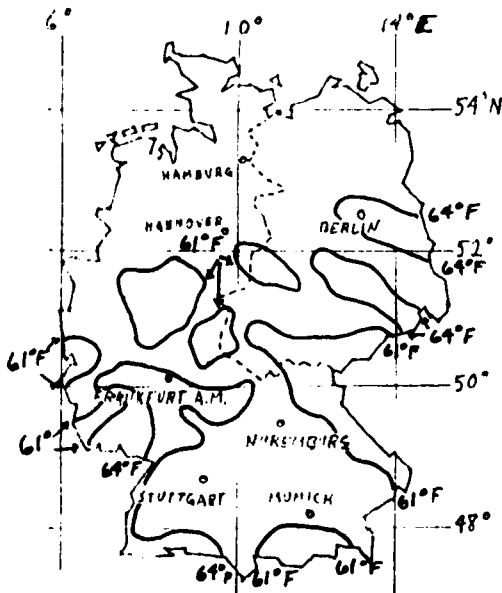 6° 10° 14°E
54°N
HAMBURG
HANNOVER
61°F
BERLIN
64°F
52°
64°F
64°F
61°F
61°F
50°
FRANKFURT A.M.
61°
NUREMBURG
64°F
61°F
STUTTGART
MUNICH
48°
64°F 61°F 61°F